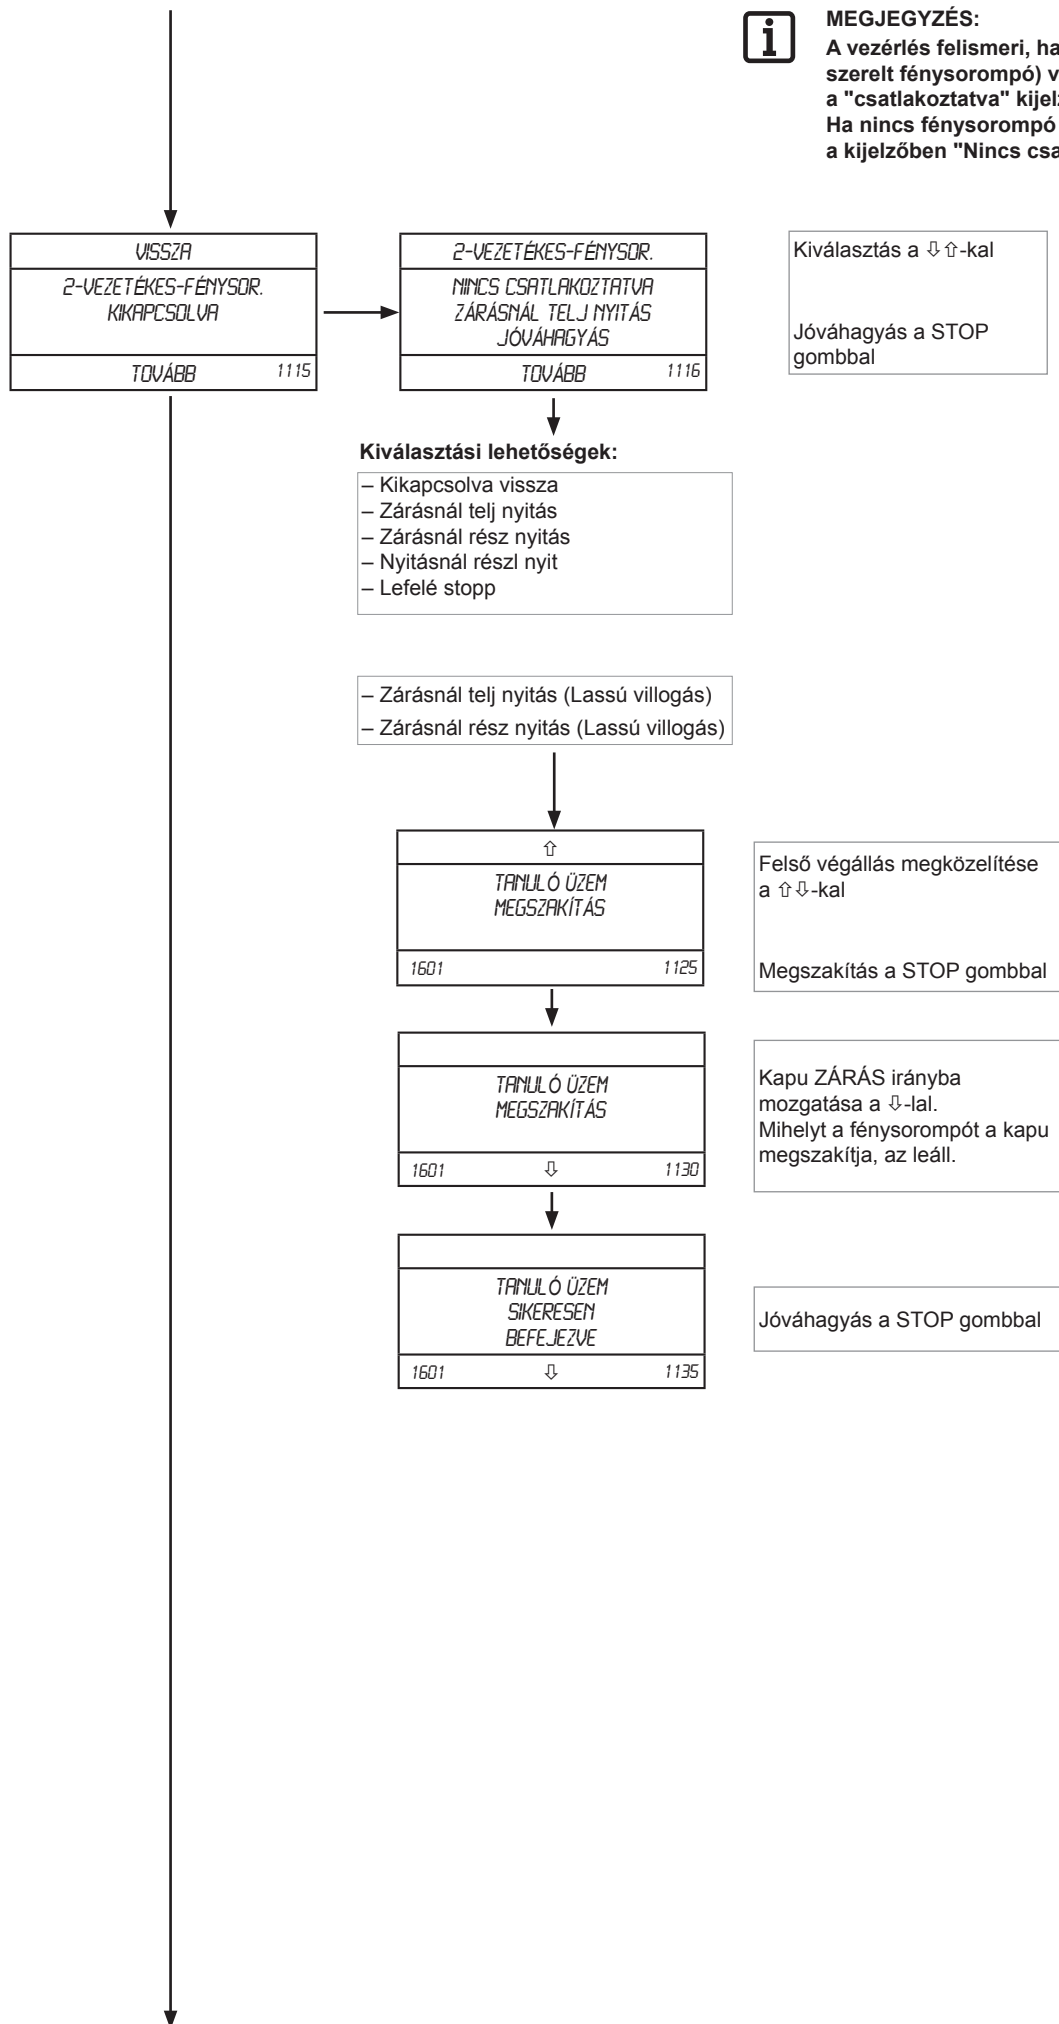 MEGJEGYZÉS:
A vezérlés felismeri, ha
szerelt fénysorompó) v
a "csatlakoztatva" kijel
Ha nincs fénysorompó
a kijelzőben "Nincs csa
VISSZA
2-VEZETÉKES-FÉNYSOR.
KIKAPCSOLVA
TOVÁBB 1115
2-VEZETÉKES-FÉNYSOR.
NINCS CSATLAKOZTATVA
ZÁRÁSNÁL TELJ NYITÁS
JÓVÁHAGYÁS
TOVÁBB 1116
Kiválasztás a ⇩⇧-kal
Jóváhagyás a STOP
gombbal
Kiválasztási lehetőségek:
– Kikapcsolva vissza
– Zárásnál telj nyitás
– Zárásnál rész nyitás
– Nyitásnál részl nyit
– Lefelé stopp
– Zárásnál telj nyitás (Lassú villogás)
– Zárásnál rész nyitás (Lassú villogás)
⇧
TANULÓ ÜZEM
MEGSZAKÍTÁS
1601 1125
Felső végállás megközelítése
a ⇧⇩-kal
Megszakítás a STOP gombbal
TANULÓ ÜZEM
MEGSZAKÍTÁS
1601 ⇩ 1130
Kapu ZÁRÁS irányba
mozgatása a ⇩-lal.
Mihelyt a fénysorompót a kapu
megszakítja, az leáll.
TANULÓ ÜZEM
SIKERESEN
BEFEJEZVE
1601 ⇩ 1135
Jóváhagyás a STOP gombbal